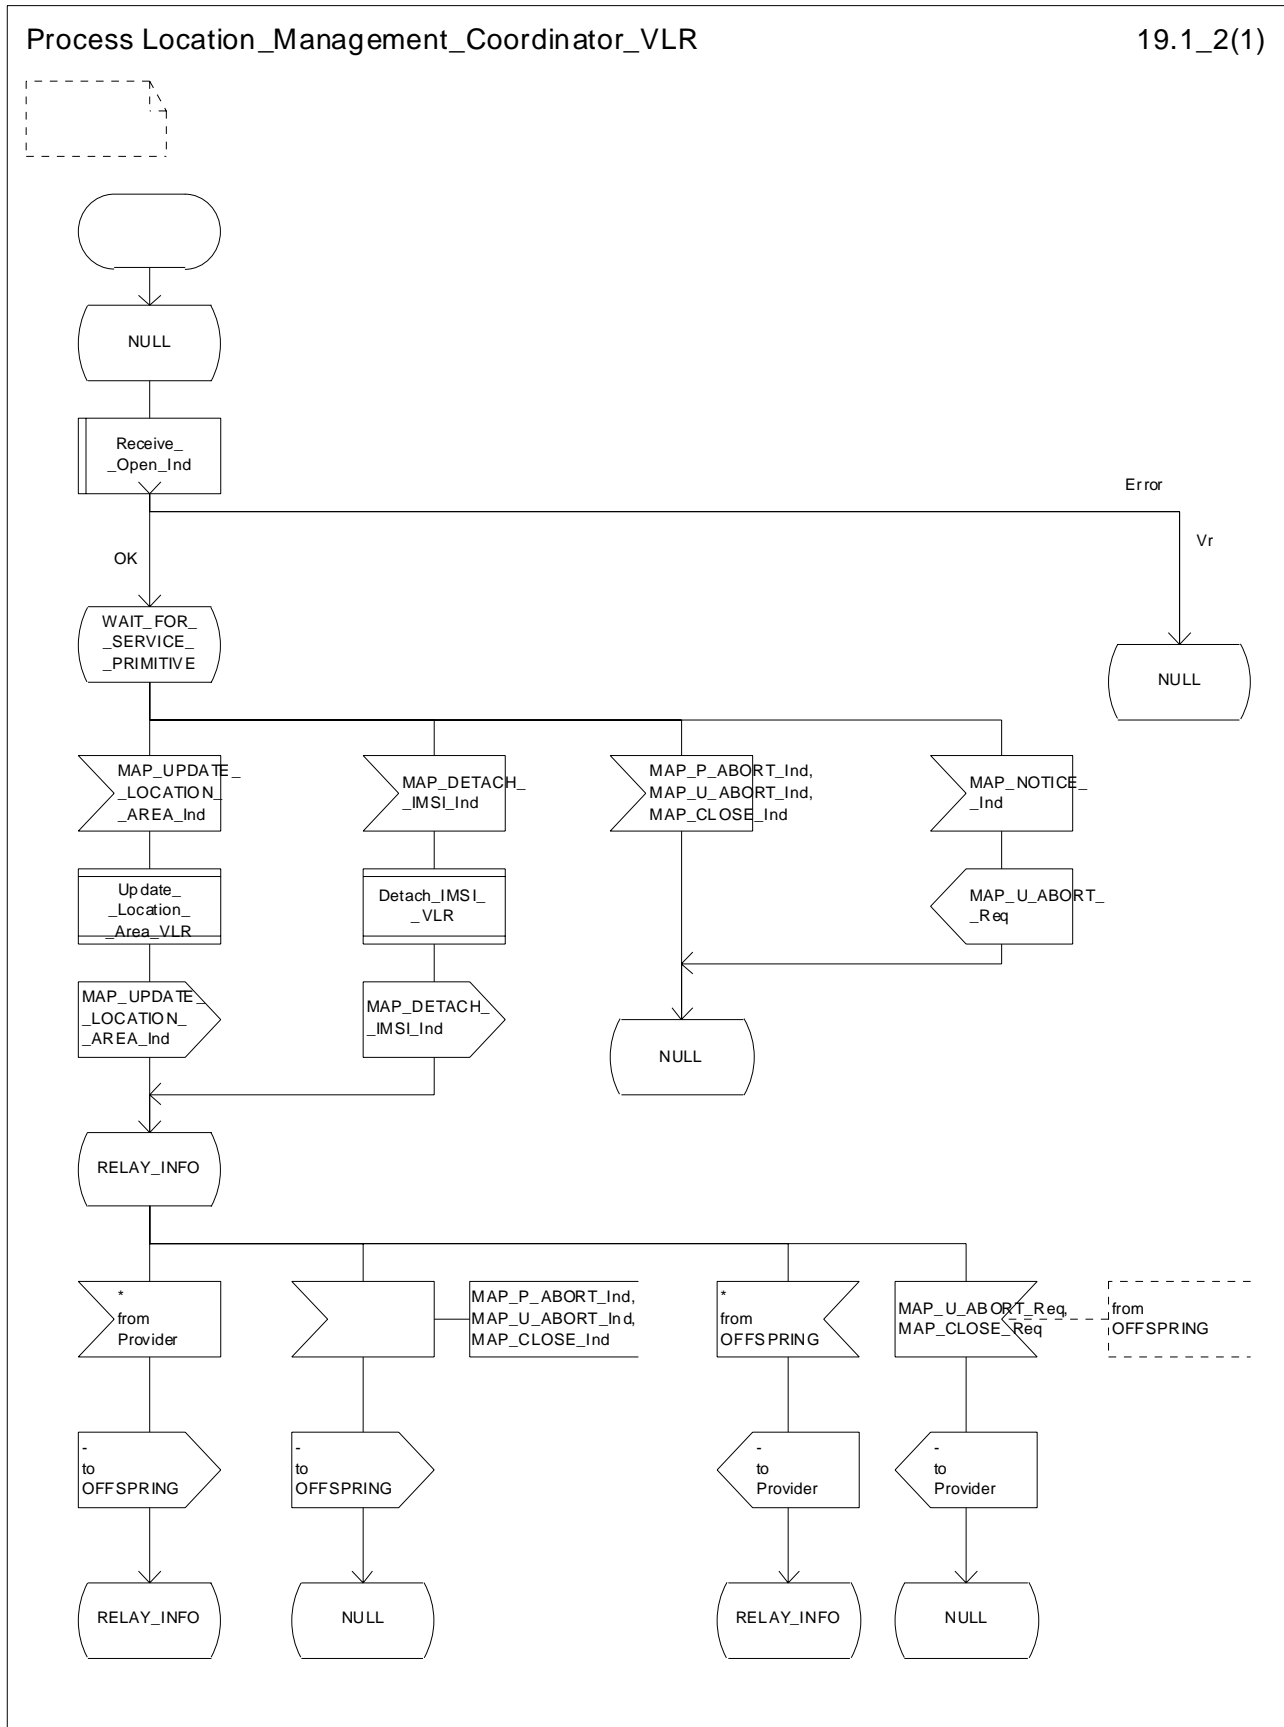 Process Location_Management_Coordinator_VLR
19.1_2(1)
NULL
Receive_
_Open_Ind
Error
Vr
OK
WAIT_FOR_
_SERVICE_
_PRIMITIVE
NULL
MAP_UPDATE_
_LOCATION_
_AREA_Ind
MAP_DETACH_
_IMSI_Ind
MAP_P_ABORT_Ind,
MAP_U_ABORT_Ind,
MAP_CLOSE_Ind
MAP_NOTICE_
_Ind
Update_
_Location_
_Area_VLR
Detach_IMSI_
_VLR
MAP_U_ABORT_
_Req
MAP_UPDATE_
_LOCATION_
_AREA_Ind
MAP_DETACH_
_IMSI_Ind
NULL
RELAY_INFO
*
from
Provider
MAP_P_ABORT_Ind,
MAP_U_ABORT_Ind,
MAP_CLOSE_Ind
*
from
OFFSPRING
MAP_U_ABORT_Req,
MAP_CLOSE_Req
from
OFFSPRING
-
to
OFFSPRING
-
to
OFFSPRING
-
to
Provider
-
to
Provider
RELAY_INFO
NULL
RELAY_INFO
NULL